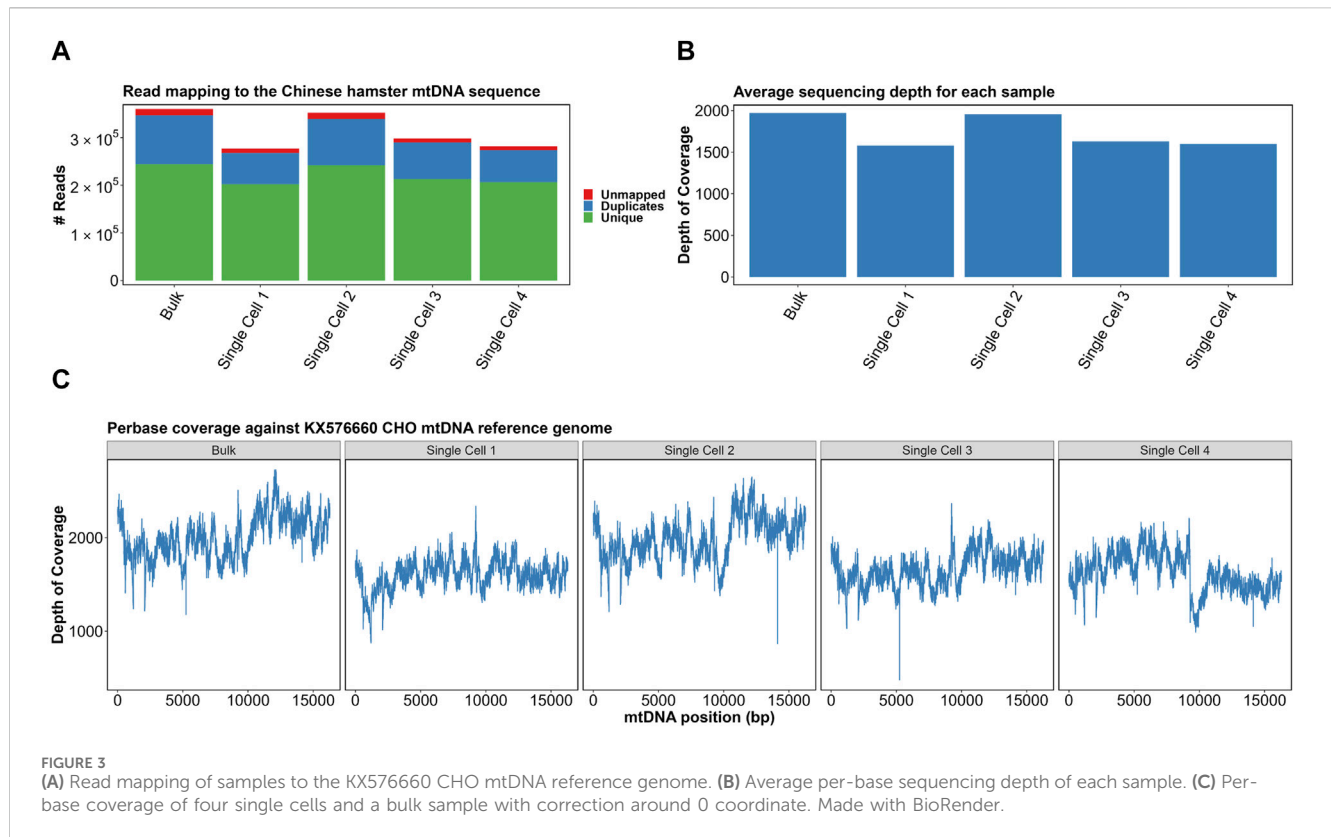 A
Read mapping to the Chinese hamster mtDNA sequence
# Reads
3 × 10⁵
2 × 10⁵
1 × 10⁵
0
Bulk
Single Cell 1
Single Cell 2
Single Cell 3
Single Cell 4
Unmapped
Duplicates
Unique
B
Average sequencing depth for each sample
Depth of Coverage
2000
1500
1000
500
0
Bulk
Single Cell 1
Single Cell 2
Single Cell 3
Single Cell 4
C
Perbase coverage against KX576660 CHO mtDNA reference genome
Bulk
Single Cell 1
Single Cell 2
Single Cell 3
Single Cell 4
Depth of Coverage
2000
1000
0 5000 10000 15000 0 5000 10000 15000 0 5000 10000 15000 0 5000 10000 15000 0 5000 10000 15000
mtDNA position (bp)
FIGURE 3
(A) Read mapping of samples to the KX576660 CHO mtDNA reference genome. (B) Average per-base sequencing depth of each sample. (C) Per-
base coverage of four single cells and a bulk sample with correction around 0 coordinate. Made with BioRender.